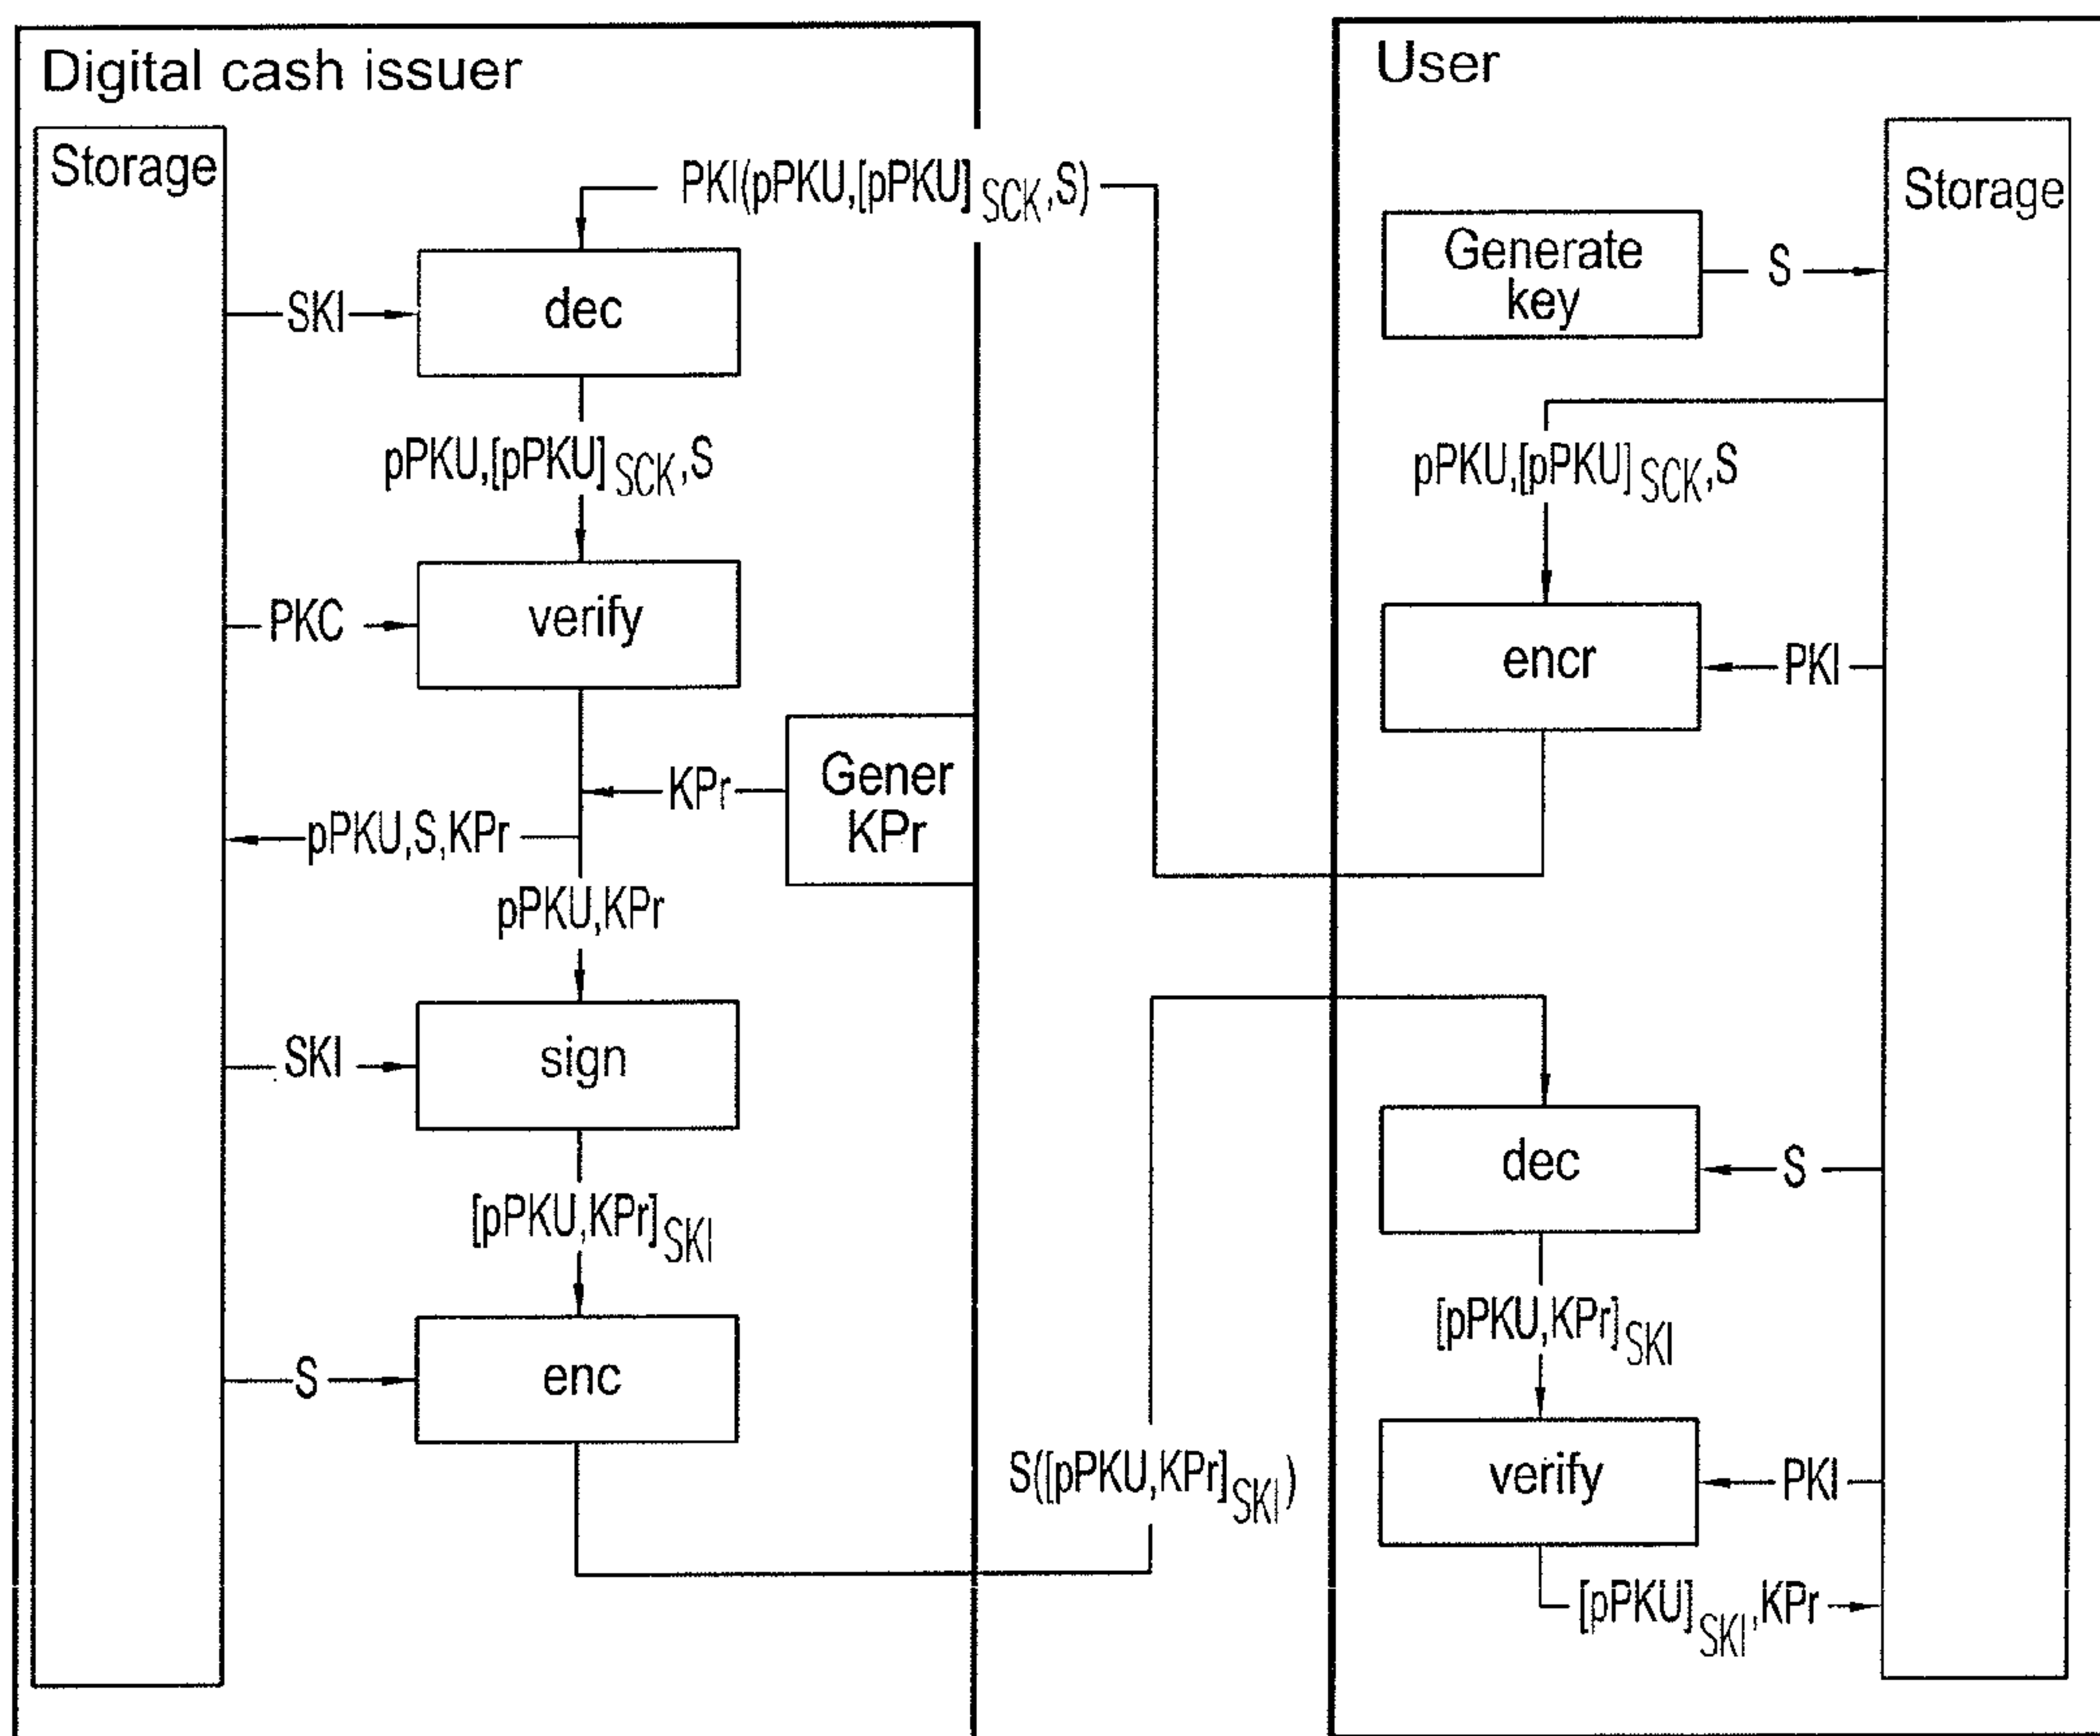 Digital cash issuer
Storage
PKI(pPKU,[pPKU]SCK,S)
SKI
dec
pPKU,[pPKU]SCK,S
PKC
verify
KPr
Gener
KPr
pPKU,S,KPr
pPKU,KPr
SKI
sign
[pPKU,KPr]SKI
S
enc
S([pPKU,KPr]SKI)
User
Storage
Generate
key
S
pPKU,[pPKU]SCK,S
encr
PKI
dec
S
[pPKU,KPr]SKI
verify
PKI
[pPKU]SKI,KPr